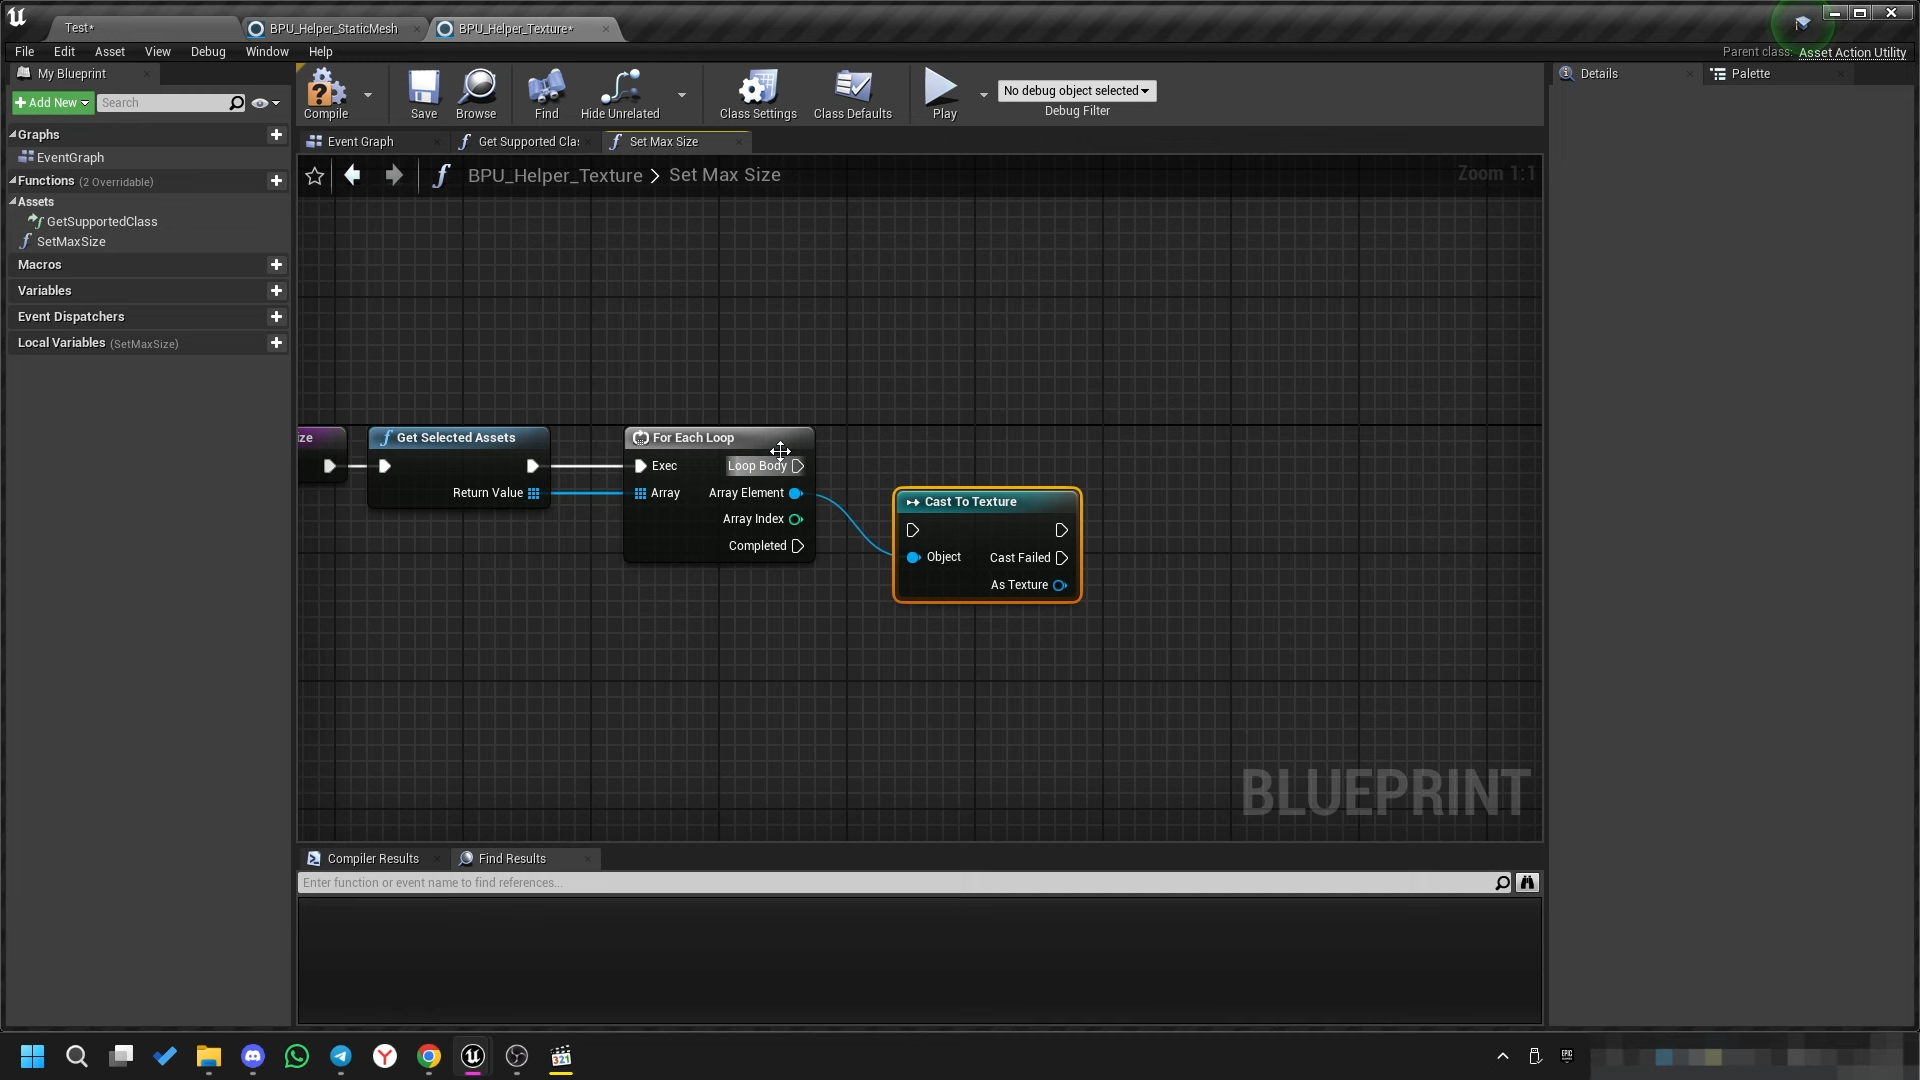 Test*
BPU_Helper_StaticMesh
BPU_Helper_Texture*
File Edit Asset View Debug Window Help
Parent class: Asset Action Utility
My Blueprint
Details
Palette
Add New
Search
Compile
Save
Browse
Find
Hide Unrelated
Class Settings
Class Defaults
Play
No debug object selected
Debug Filter
Graphs
EventGraph
Functions (2 Overridable)
Assets
GetSupportedClass
SetMaxSize
Macros
Variables
Event Dispatchers
Local Variables (SetMaxSize)
Event Graph
Get Supported Cla
Set Max Size
BPU_Helper_Texture > Set Max Size
Zoom 1:1
ize
Get Selected Assets
Return Value
For Each Loop
Exec
Loop Body
Array
Array Element
Array Index
Completed
Cast To Texture
Object
Cast Failed
As Texture
BLUEPRINT
Compiler Results
Find Results
Enter function or event name to find references...
321
EPIC